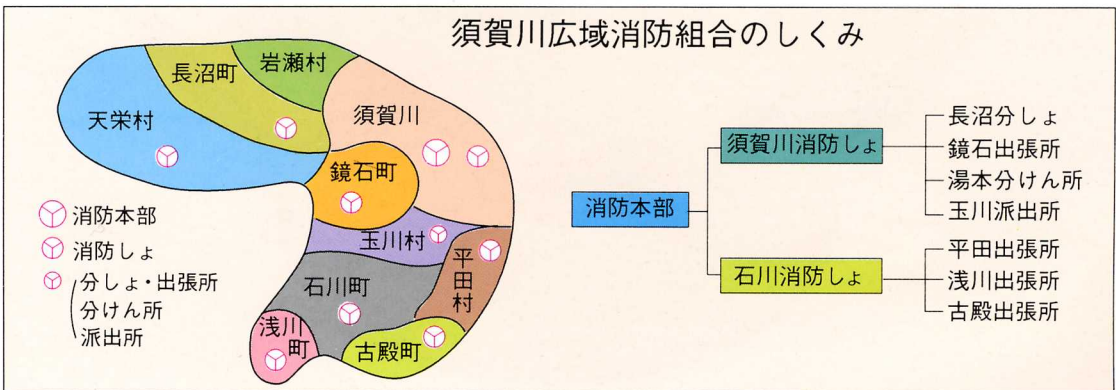 須賀川広域消防組合のしくみ
岩瀬村
長沼町
天栄村
須賀川
鏡石町
玉川村
平田村
石川町
浅川町
古殿町
消防本部
消防しょ
分しょ・出張所
分けん所
派出所
消防本部
須賀川消防しょ
長沼分しょ
鏡石出張所
湯本分けん所
玉川派出所
石川消防しょ
平田出張所
浅川出張所
古殿出張所